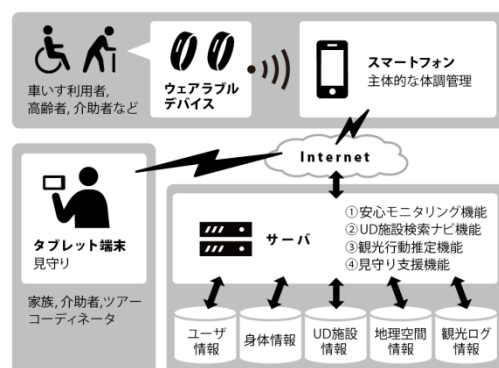 車いす利用者,
高齢者, 介助者など
ウェアラブル
デバイス
スマートフォン
主体的な体調管理
Internet
タブレット端末
見守り
家族, 介助者,ツアー
コーディネータ
サーバ
①安心モニタリング機能
②UD施設検索ナビ機能
③観光行動推定機能
④見守り支援機能
ユーザ
情報
身体情報
UD施設
情報
地理空間
情報
観光ログ
情報